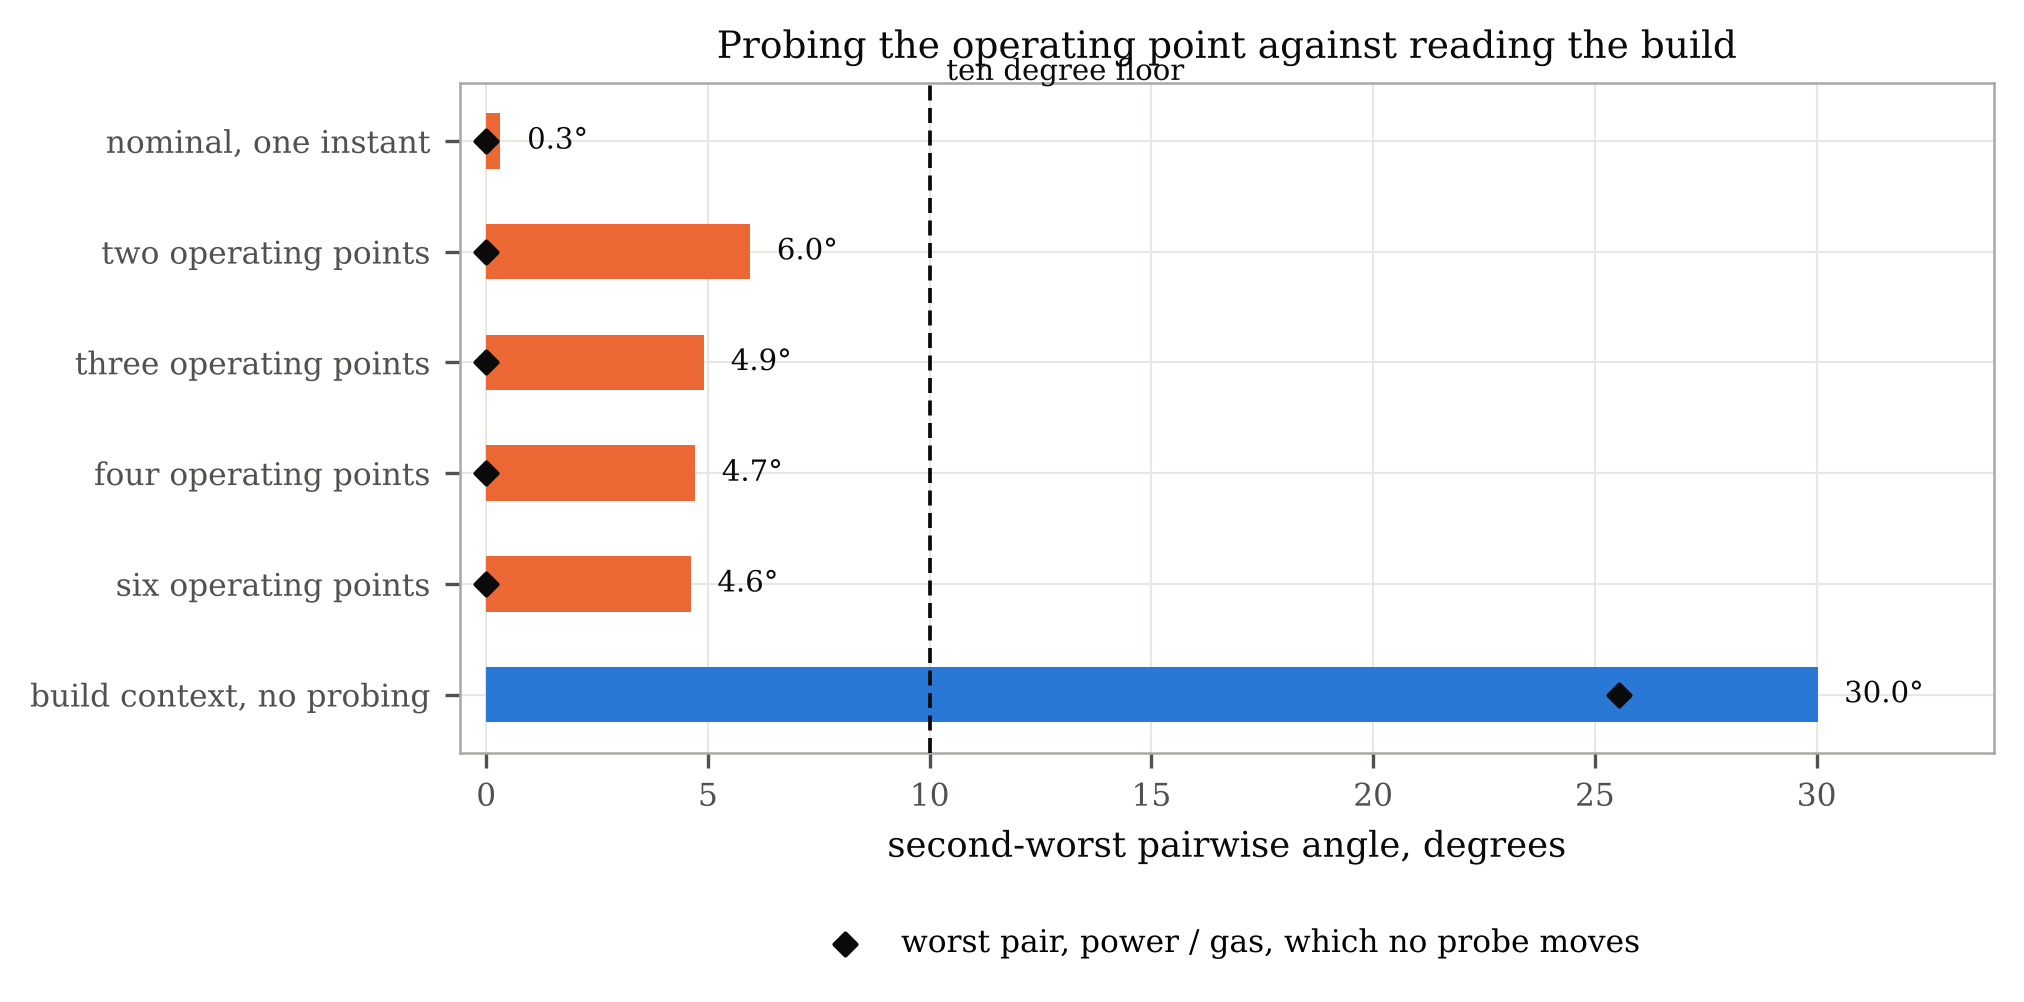 Probing the operating point against reading the build
ten degree floor
nominal, one instant
0.3°
two operating points
6.0°
three operating points
4.9°
four operating points
4.7°
six operating points
4.6°
build context, no probing
30.0°
0 5 10 15 20 25 30
second-worst pairwise angle, degrees
worst pair, power / gas, which no probe moves